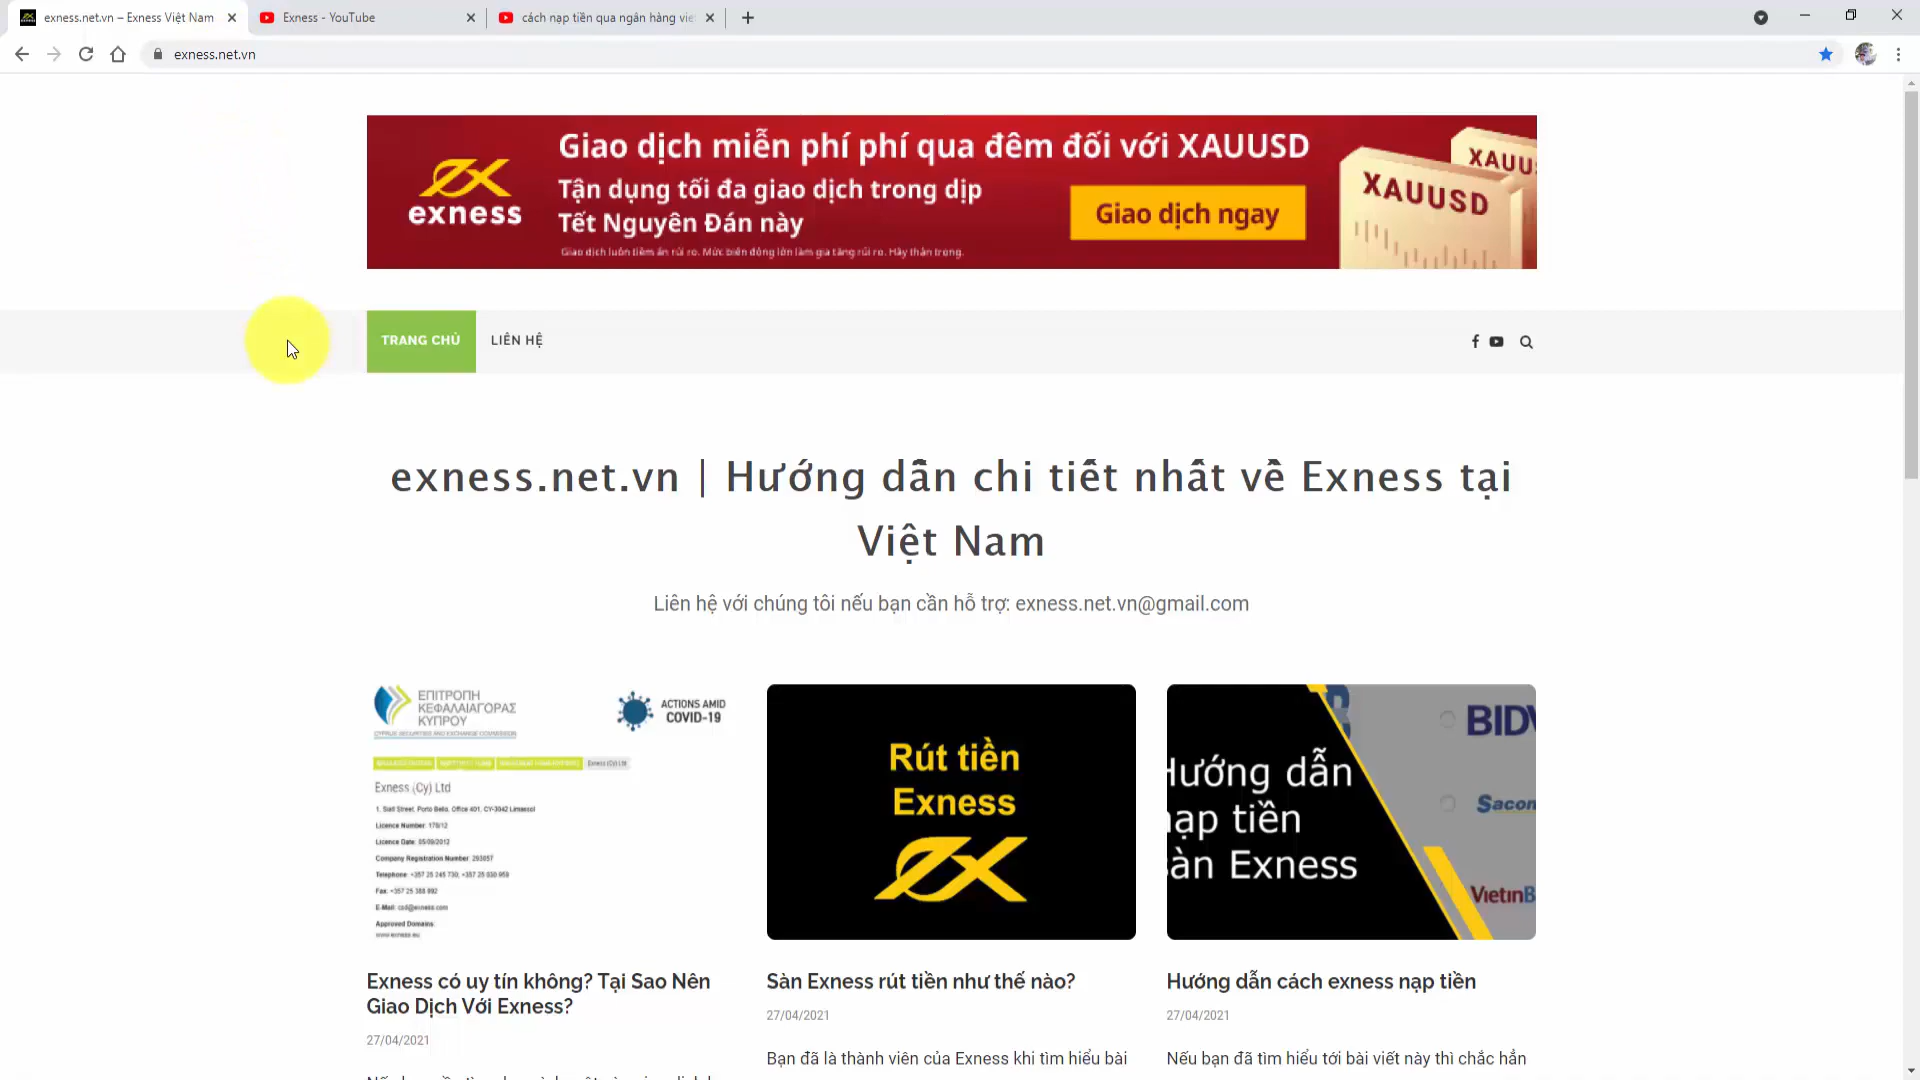 exness.net.vn – Exness Việt Nam
Exness - YouTube
cách nạp tiền qua ngân hàng
exness.net.vn
exness
Giao dịch miễn phí phí qua đêm đối với XAUUSD
Tận dụng tối đa giao dịch trong dịp
Tết Nguyên Đán này
Giao dịch luôn tiềm ẩn rủi ro. Mức biến động lớn làm gia tăng rủi ro. Hãy thận trọng.
Giao dịch ngay
XAUUSD
TRANG CHỦ
LIÊN HỆ
exness.net.vn | Hướng dẫn chi tiết nhất về Exness tại
Việt Nam
Liên hệ với chúng tôi nếu bạn cần hỗ trợ: exness.net.vn@gmail.com
ΕΠΙΤΡΟΠΗ
ΚΕΦΑΛΑΙΑΓΟΡΑΣ
ΚΥΠΡΟΥ
CYPRUS SECURITIES AND EXCHANGE COMMISSION
ACTIONS AMID
COVID-19
Exness (Cy) Ltd
Exness (Cy) Ltd
1, Siafi Street, Porto Bello, Office 401, CY-3042 Limassol
Licence Number: 178/12
Licence Date: 05/09/2012
Company Registration Number: 293057
Telephone: +357 25 245 730, +357 25 030 959
Fax: +357 25 388 092
E-Mail: csd@exness.com
Approved Domains:
www.exness.eu
Rút tiền
Exness
Hướng dẫn
nạp tiền
sàn Exness
BIDV
Exness có uy tín không? Tại Sao Nên
Giao Dịch Với Exness?
27/04/2021
Sàn Exness rút tiền như thế nào?
27/04/2021
Bạn đã là thành viên của Exness khi tìm hiểu bài
Hướng dẫn cách exness nạp tiền
27/04/2021
Nếu bạn đã tìm hiểu tới bài viết này thì chắc hẳn